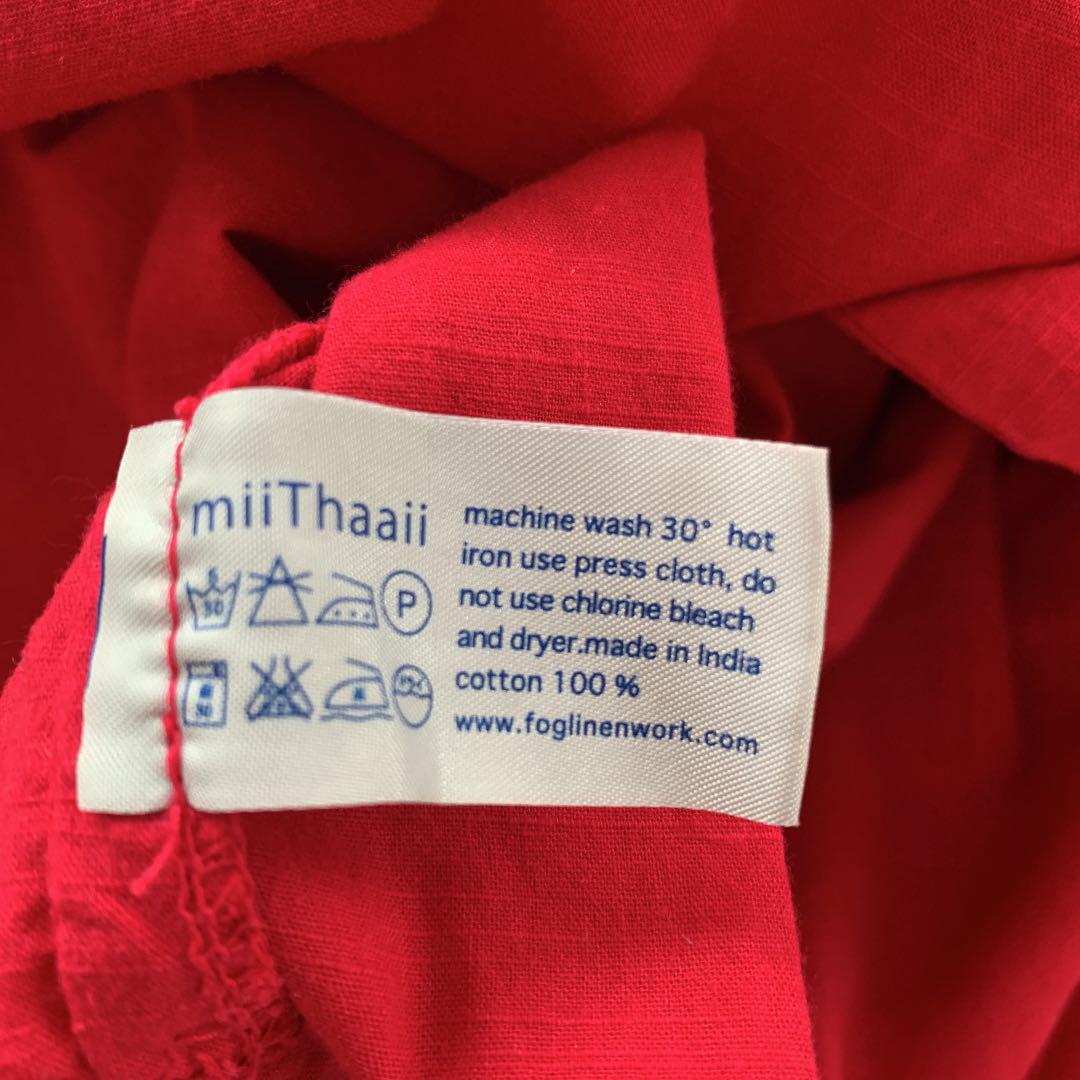 miiThaaii
P
machine wash 30° hot
iron use press cloth, do
not use chlorine bleach
and dryer.made in India
cotton 100 %
www.foglinenwork.com